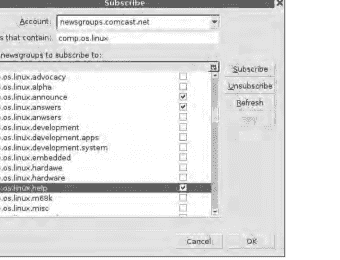 Subscribe
Account: newsgroups.comcast.net
s that contain: comp.os.linux
newsgroups to subscribe to:
Subscribe
.os.linux.advocacy
.os.linux.alpha
Unsubscribe
.os.linux.announce
.os.linux.answers
Refresh
.os.linux.anwsers
.os.linux.development
.os.linux.development.apps
.os.linux.development.system
.os.linux.embedded
.os.linux.hardawe
.os.linux.hardware
.os.linux.help
.os.linux.m68k
.os.linux.misc
Cancel
OK